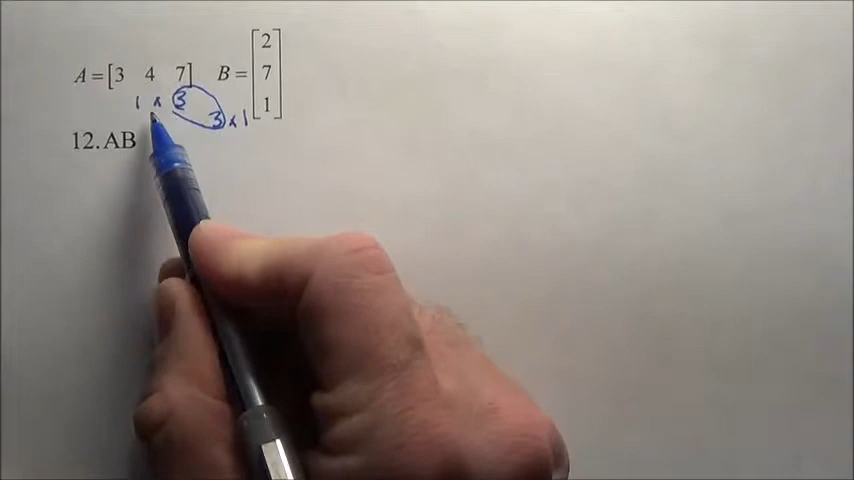 A = [3 4 7] B = [2 7 1]
1 × 3 3 × 1
12. AB